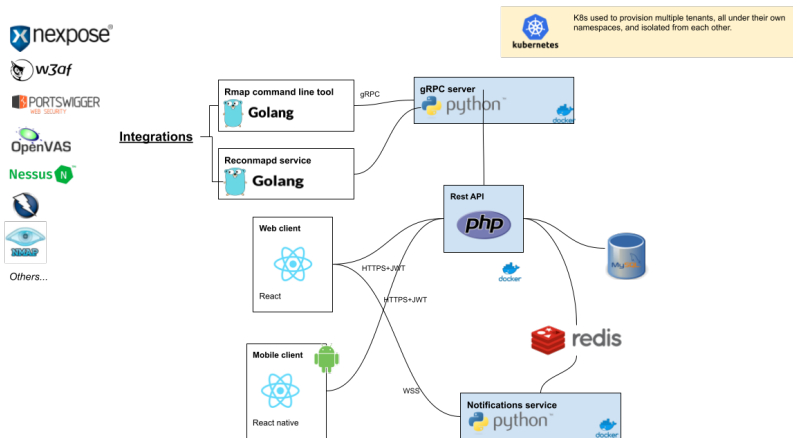 nexpose®
w3af
PORTSWIGGER
WEB SECURITY
OpenVAS
Nessus N
NMAP
Others...
Integrations
K8s used to provision multiple tenants, all under their own
namespaces, and isolated from each other.
kubernetes
Rmap command line tool
Golang
gRPC
gRPC server
python™
docker
Reconmapd service
Golang
Rest API
php
docker
MySQL
Web client
React
HTTPS+JWT
HTTPS+JWT
redis
Mobile client
React native
WSS
Notifications service
python™
docker